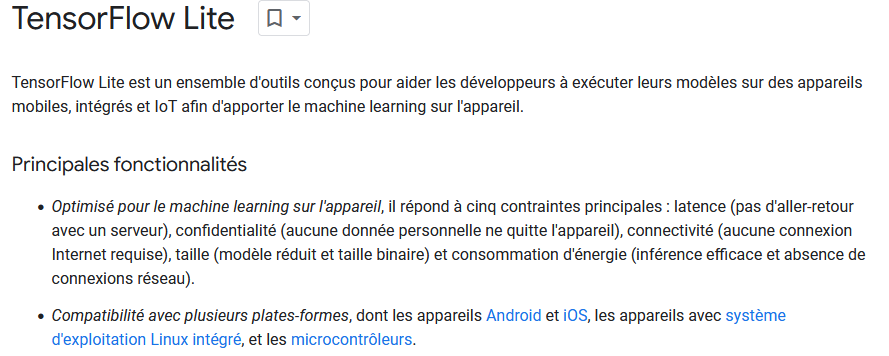 TensorFlow Lite
TensorFlow Lite est un ensemble d'outils conçus pour aider les développeurs à exécuter leurs modèles sur des appareils
mobiles, intégrés et IoT afin d'apporter le machine learning sur l'appareil.
Principales fonctionnalités
• Optimisé pour le machine learning sur l'appareil, il répond à cinq contraintes principales : latence (pas d'aller-retour
avec un serveur), confidentialité (aucune donnée personnelle ne quitte l'appareil), connectivité (aucune connexion
Internet requise), taille (modèle réduit et taille binaire) et consommation d'énergie (inférence efficace et absence de
connexions réseau).
• Compatibilité avec plusieurs plates-formes, dont les appareils Android et iOS, les appareils avec système
d'exploitation Linux intégré, et les microcontrôleurs.